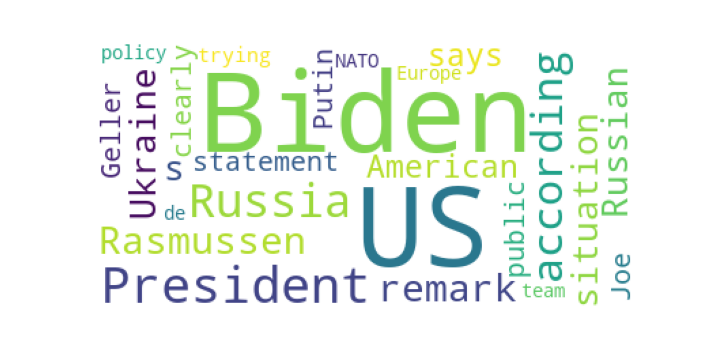 policy
trying
says
NATO
Europe
Putin
clearly
Geller
Ukraine
Biden
according
Russian
situation
s
statement
American
de
Russia
US
public
Rasmussen
President
remark
team
Joe